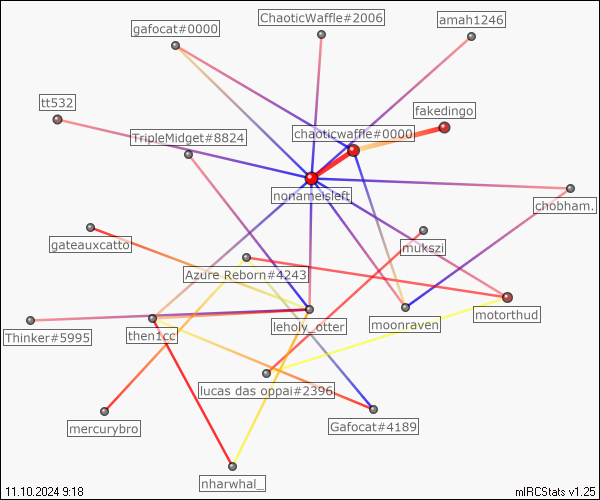 ChaoticWaffle#2006
amah1246
gafocat#0000
tt532
fakedingo
chaoticwaffle#0000
TripleMidget#8824
nonameisleft
chobham.
gateauxcatto
mukszi
Azure Reborn#4243
motorthud
leholy_otter
moonraven
Thinker#5995
then1cc
lucas das oppai#2396
mercurybro
Gafocat#4189
nharwhal_
11.10.2024 9:18
mIRCStats v1.25